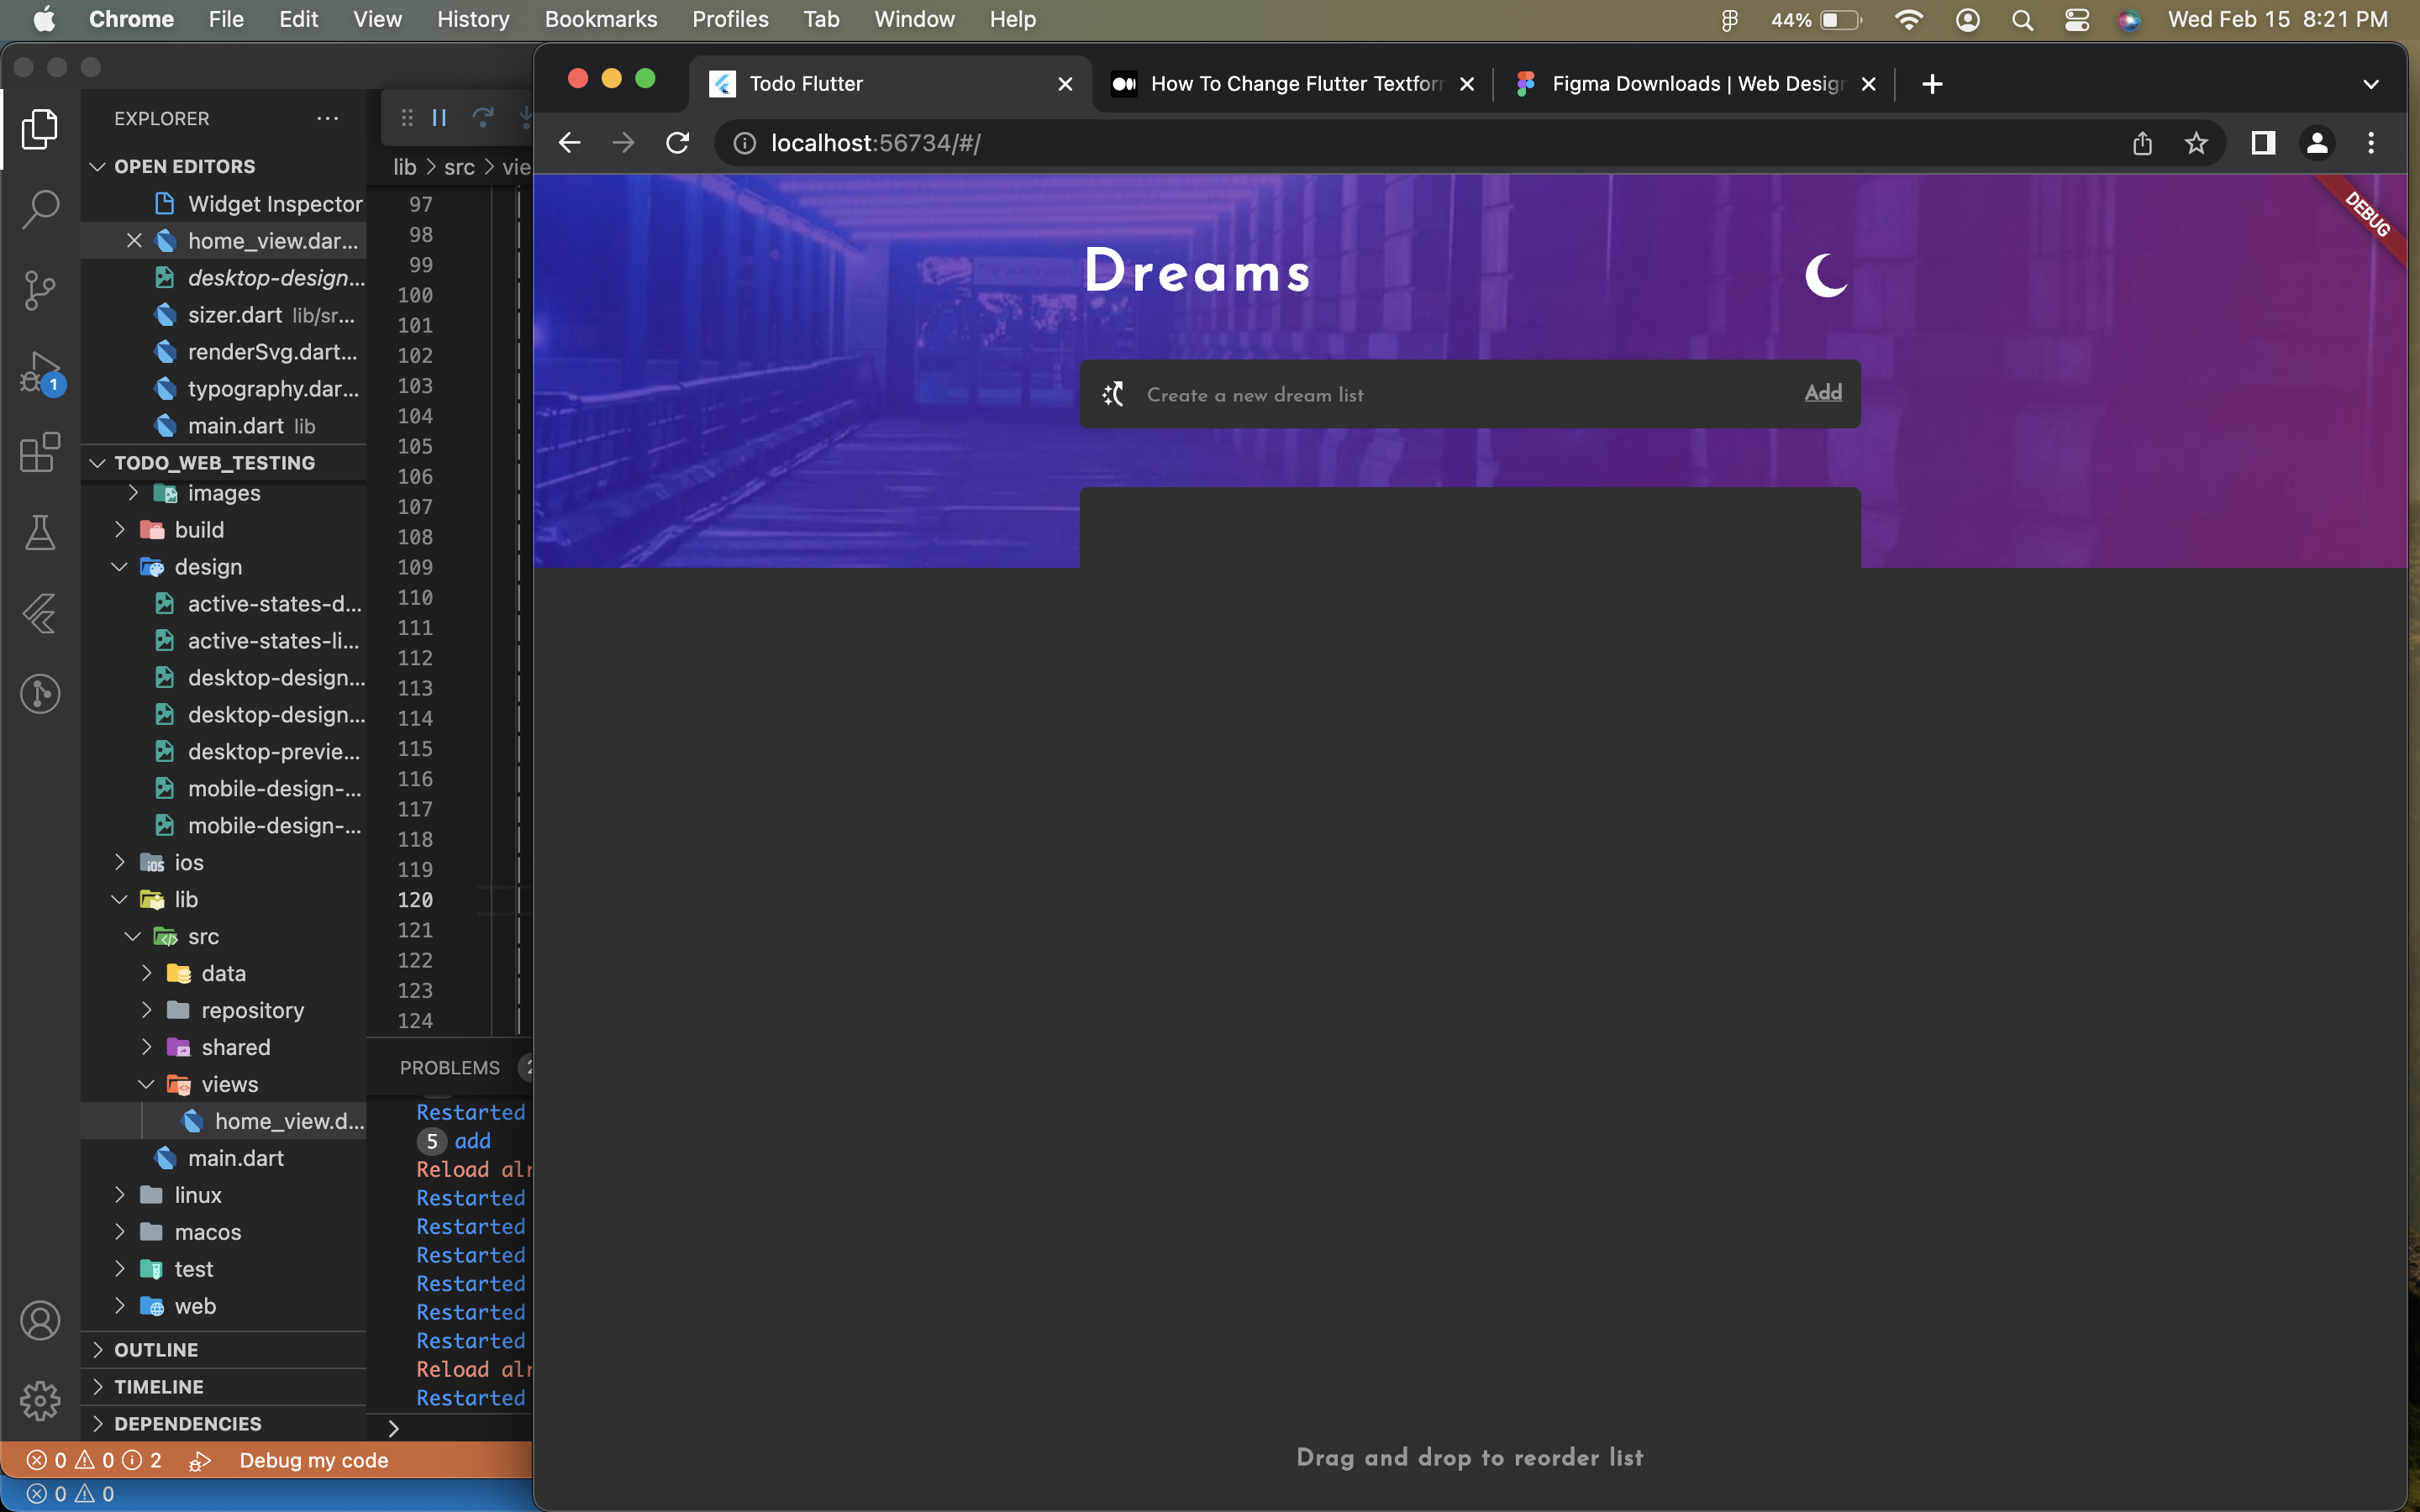 Chrome File Edit View History Bookmarks Profiles Tab Window Help 44% Wed Feb 15 8:21 PM
Todo Flutter
How To Change Flutter Textfor
Figma Downloads | Web Design
localhost:56734/#/
EXPLORER
OPEN EDITORS
Widget Inspector
home_view.dar...
desktop-design...
sizer.dart lib/sr...
renderSvg.dart...
typography.dar...
main.dart lib
1
TODO_WEB_TESTING
images
build
design
active-states-d...
active-states-li...
desktop-design...
desktop-design...
desktop-previe...
mobile-design-...
mobile-design-...
ios
lib
src
data
repository
shared
views
home_view.d...
main.dart
linux
macos
test
web
OUTLINE
TIMELINE
DEPENDENCIES
0 0 2 Debug my code
0 0
lib > src > vie
97
98
99
100
101
102
103
104
105
106
107
108
109
110
111
112
113
114
115
116
117
118
119
120
121
122
123
124
PROBLEMS 2
Restarted
5 add
Reload alr
Restarted
Restarted
Restarted
Restarted
Restarted
Restarted
Reload alr
Restarted
DEBUG
Dreams
Create a new dream list Add
Drag and drop to reorder list